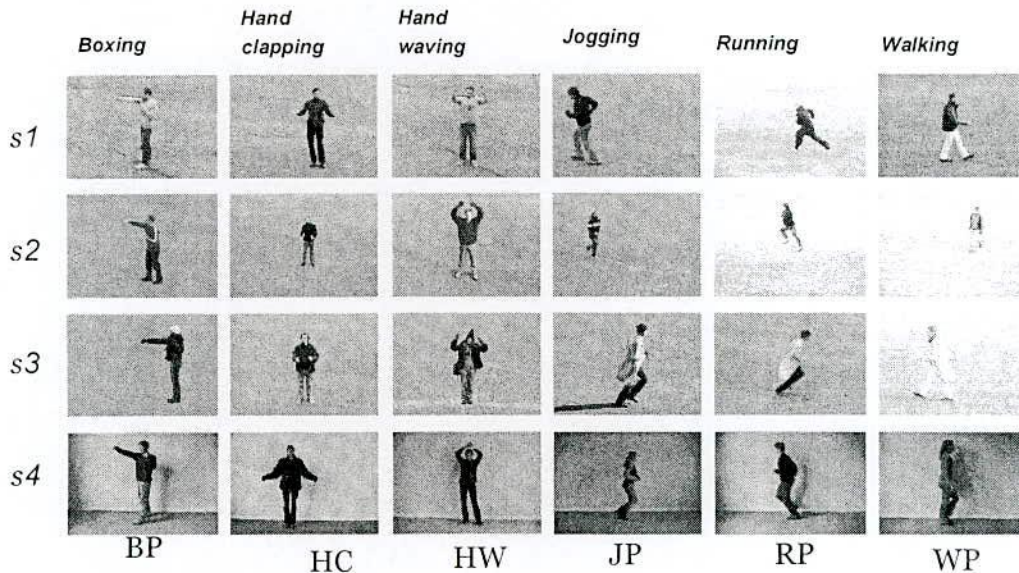 Boxing
Hand
clapping
Hand
waving
Jogging
Running
Walking
s1
s2
s3
s4
BP
HC
HW
JP
RP
WP